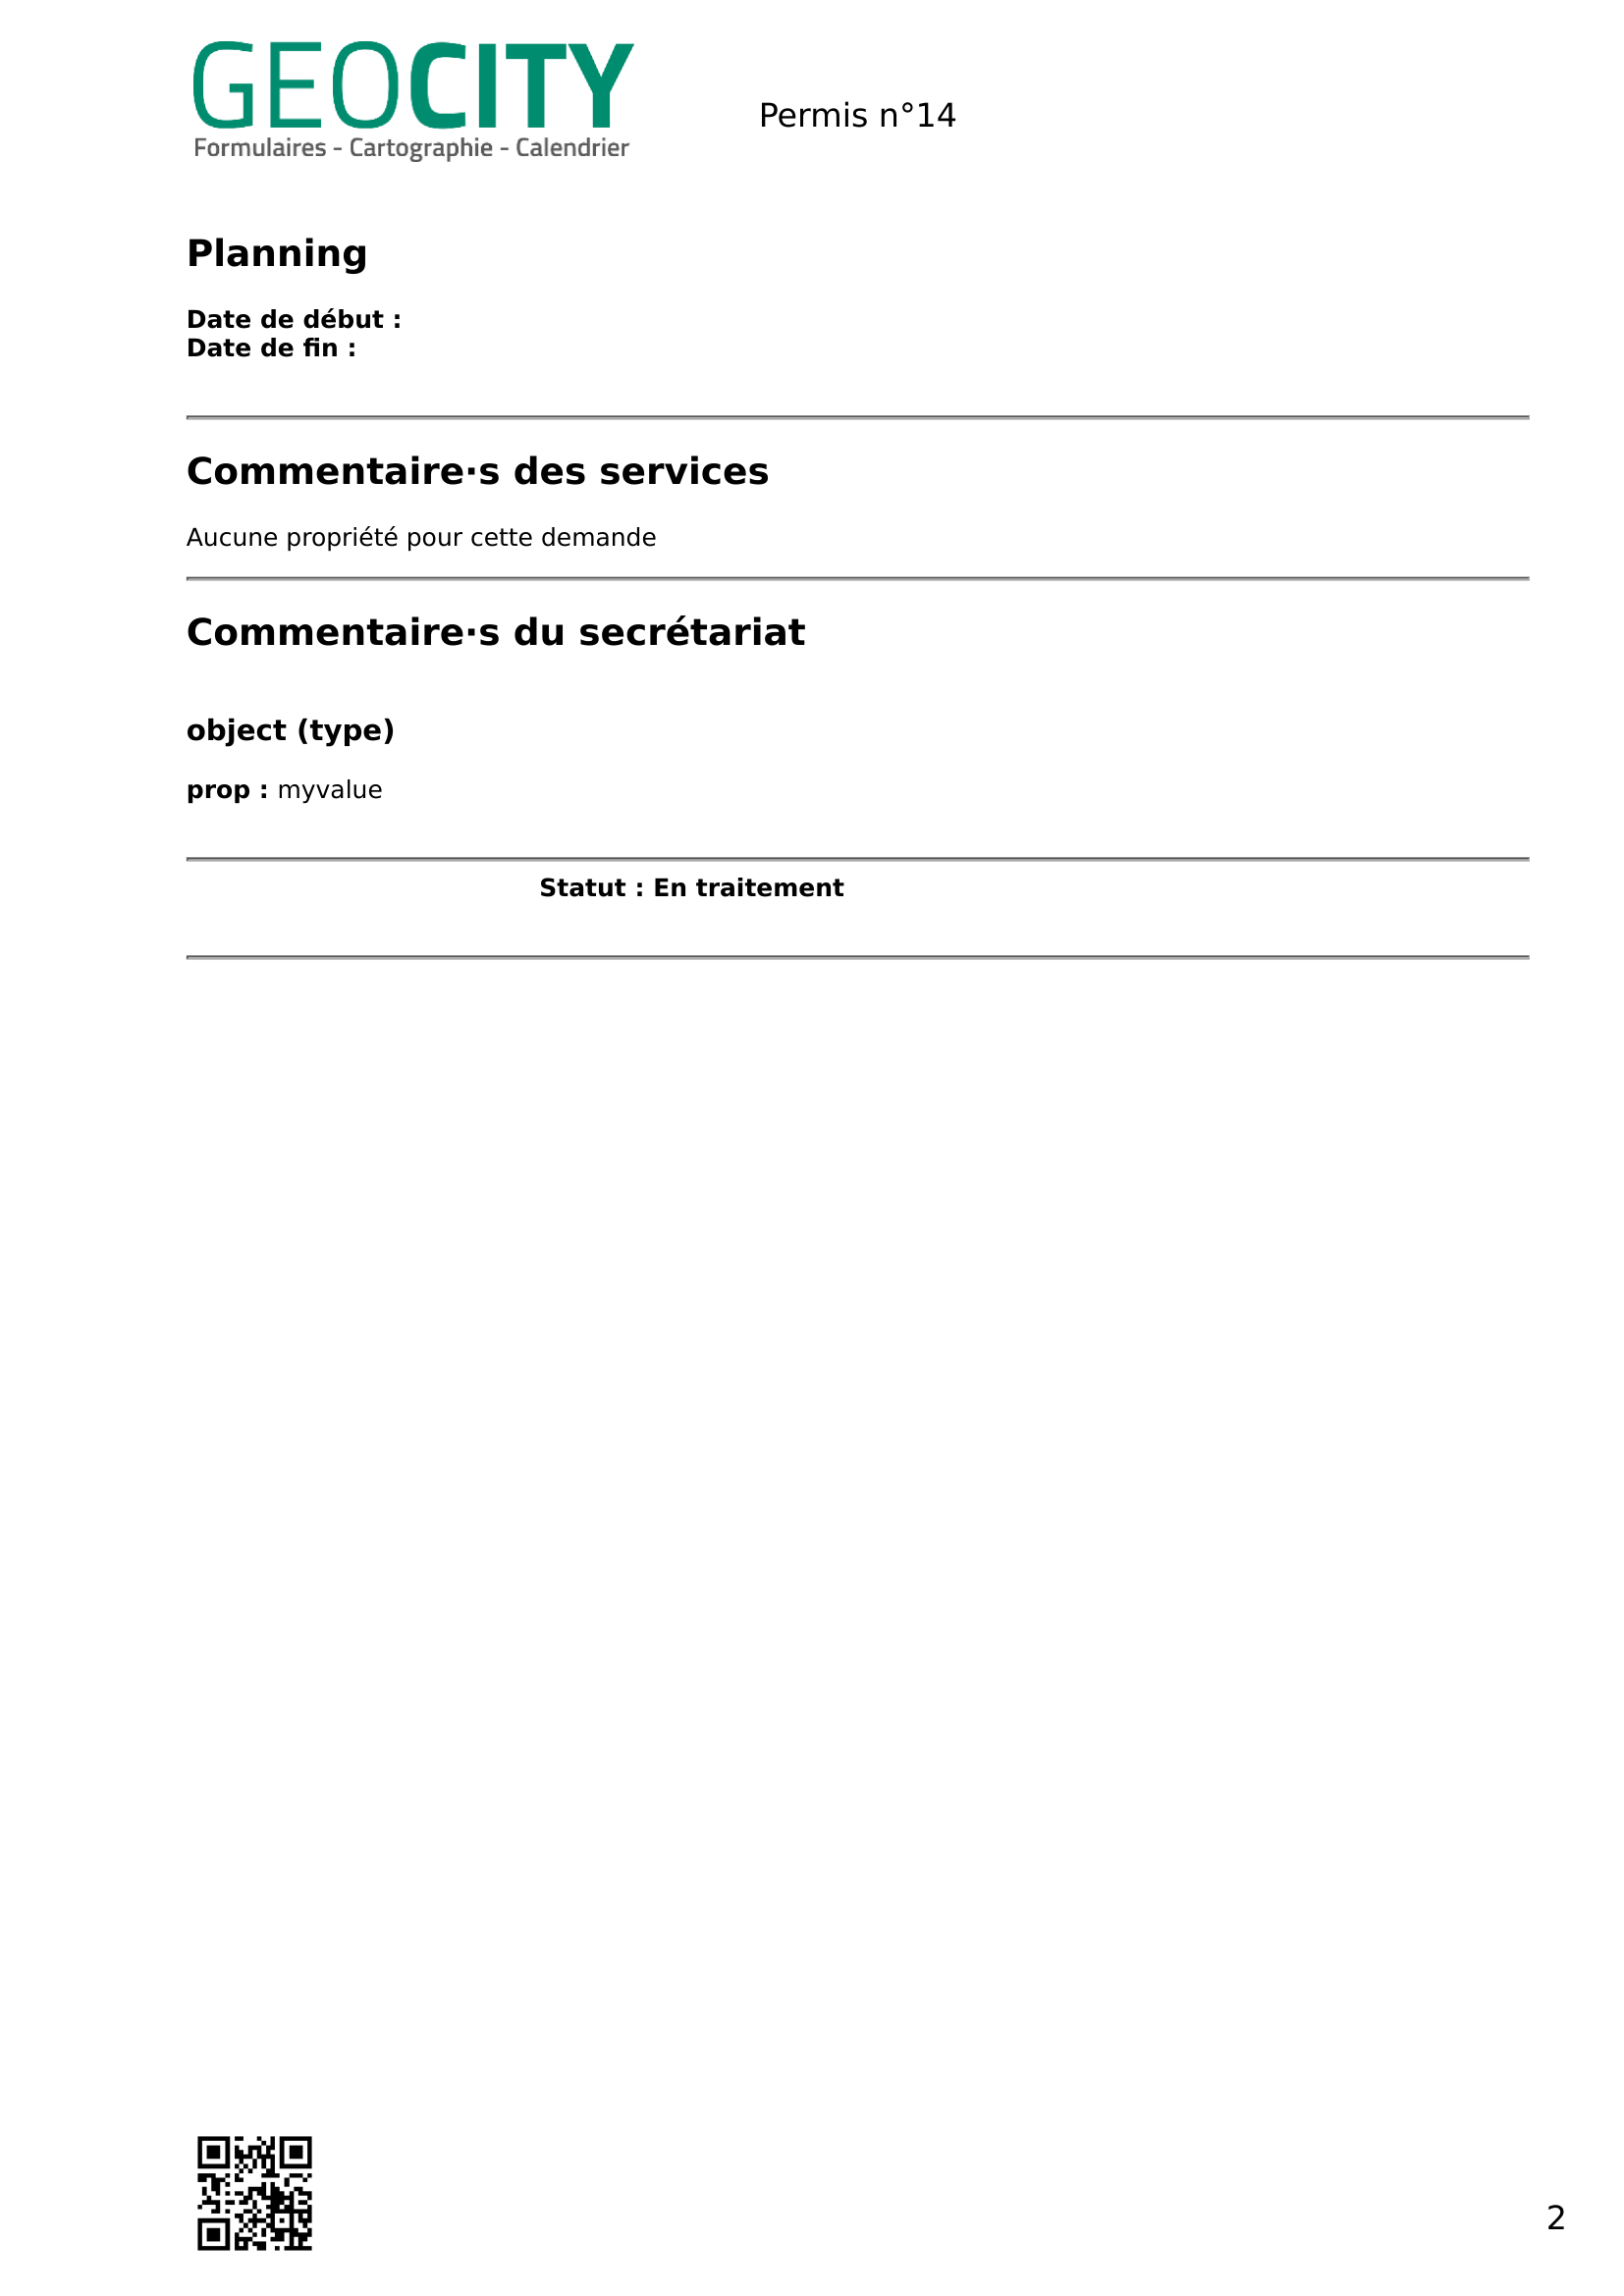 GEOCITY
Formulaires - Cartographie - Calendrier
Permis n°14
Planning
Date de début :
Date de fin :
Commentaire·s des services
Aucune propriété pour cette demande
Commentaire·s du secrétariat
object (type)
prop : myvalue
Statut : En traitement
2